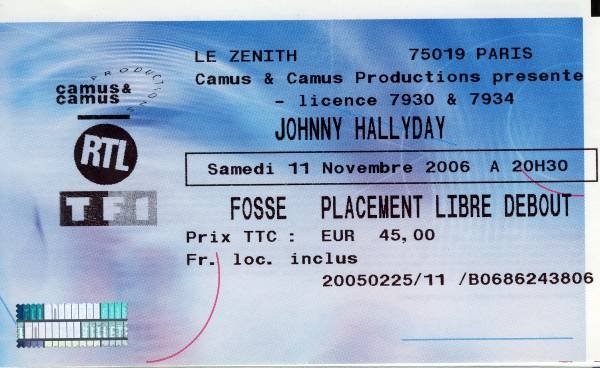 LE ZENITH 75019 PARIS
Camus & Camus Productions presente
- licence 7930 & 7934
JOHNNY HALLYDAY
Samedi 11 Novembre 2006 A 20H30
FOSSE PLACEMENT LIBRE DEBOUT
Prix TTC : EUR 45,00
Fr. loc. inclus
20050225/11 /B0686243806
camus&
camus
PRODUCTIONS
RTL
TF1